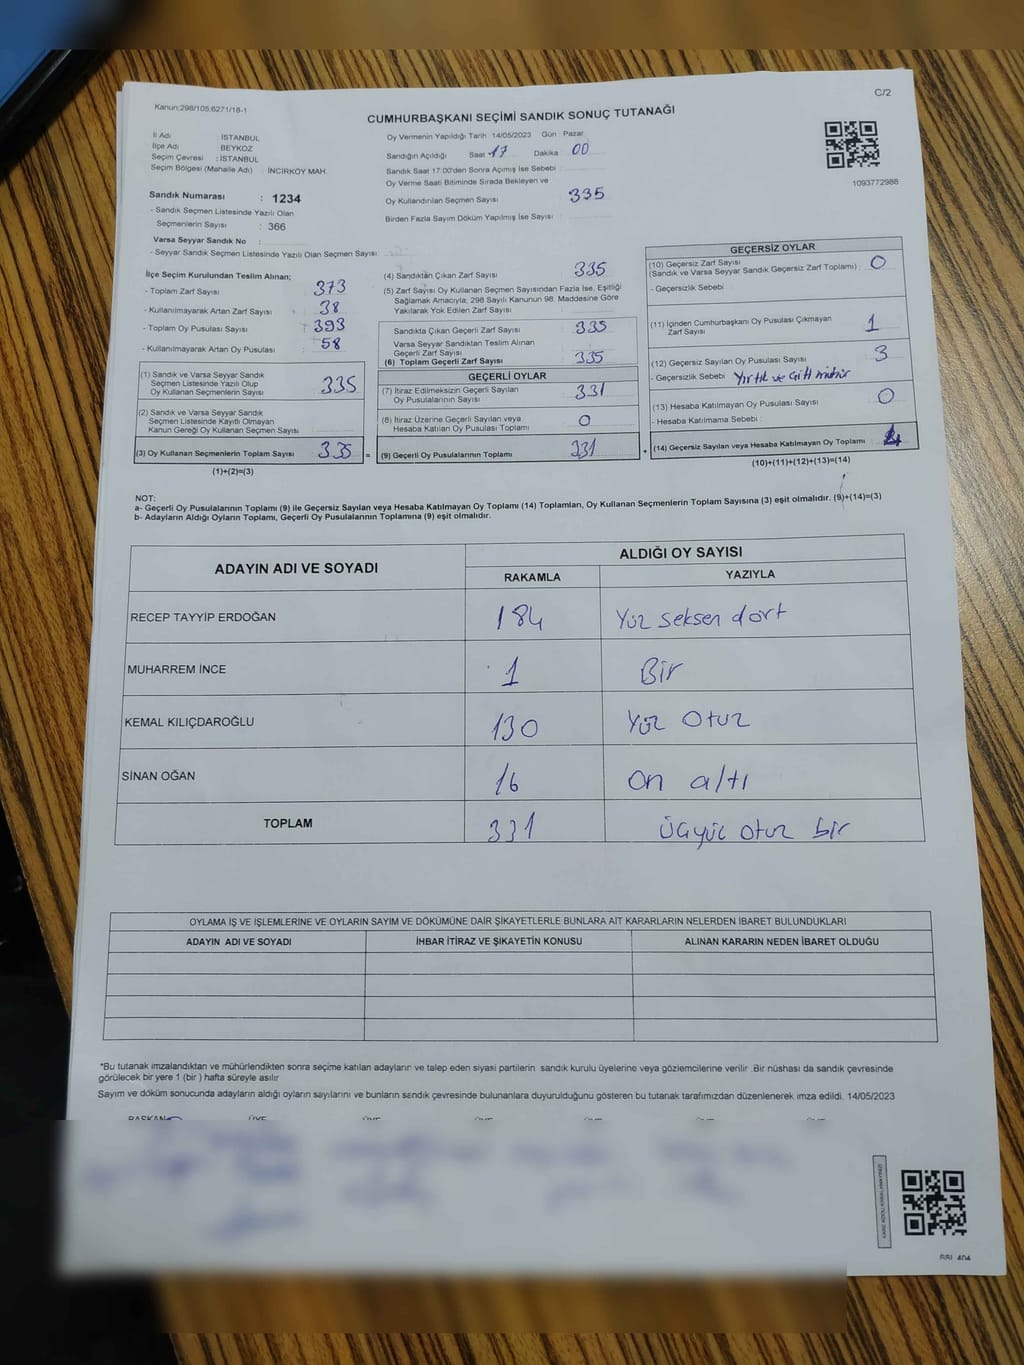 Kanun:298/105,6271/18-1
C/2
CUMHURBAŞKANI SEÇİMİ SANDIK SONUÇ TUTANAĞI
İl Adı : İSTANBUL
İlçe Adı : BEYKOZ
Seçim Çevresi : İSTANBUL
Seçim Bölgesi (Mahalle Adı) : İNCİRKÖY MAH.
Sandık Numarası : 1234
- Sandık Seçmen Listesinde Yazılı Olan
Seçmenlerin Sayısı : 366
Varsa Seyyar Sandık No :
- Seyyar Sandık Seçmen Listesinde Yazılı Olan Seçmen Sayısı :
Oy Vermenin Yapıldığı Tarih 14/05/2023 Gün : Pazar
Sandığın Açıldığı Saat 17 Dakika 00
Sandık Saat 17:00'den Sonra Açımış İse Sebebi :
Oy Verme Saati Bitiminde Sırada Bekleyen ve
Oy Kullandırılan Seçmen Sayısı : 335
Birden Fazla Sayım Döküm Yapılmış İse Sayısı :
1093772988
İlçe Seçim Kurulundan Teslim Alınan;
- Toplam Zarf Sayısı : 373
- Kullanılmayarak Artan Zarf Sayısı : 38
- Toplam Oy Pusulası Sayısı : 393
- Kullanılmayarak Artan Oy Pusulası : 58
(1) Sandık ve Varsa Seyyar Sandık
Seçmen Listesinde Yazılı Olup
Oy Kullanan Seçmenlerin Sayısı 335
(2) Sandık ve Varsa Seyyar Sandık
Seçmen Listesinde Kayıtlı Olmayan
Kanun Gereği Oy Kullanan Seçmen Sayısı
(3) Oy Kullanan Seçmenlerin Toplam Sayısı : 335 =
(1)+(2)=(3)
(4) Sandıktan Çıkan Zarf Sayısı : 335
(5) Zarf Sayısı Oy Kullanan Seçmen Sayısından Fazla İse, Eşitliği
Sağlamak Amacıyla; 298 Sayılı Kanunun 98. Maddesine Göre
Yakılarak Yok Edilen Zarf Sayısı :
Sandıkta Çıkan Geçerli Zarf Sayısı : 335
Varsa Seyyar Sandıktan Teslim Alınan
Geçerli Zarf Sayısı
(6) Toplam Geçerli Zarf Sayısı : 335
GEÇERLİ OYLAR
(7) İtiraz Edilmeksizin Geçerli Sayılan
Oy Pusulalarının Sayısı : 331
(8) İtiraz Üzerine Geçerli Sayılan veya
Hesaba Katılan Oy Pusulası Toplamı : 0
(9) Geçerli Oy Pusulalarının Toplamı : 331 +
GEÇERSİZ OYLAR
(10) Geçersiz Zarf Sayısı
(Sandık ve Varsa Seyyar Sandık Geçersiz Zarf Toplamı) : 0
- Geçersizlik Sebebi :
(11) İçinden Cumhurbaşkanı Oy Pusulası Çıkmayan
Zarf Sayısı : 1
(12) Geçersiz Sayılan Oy Pusulası Sayısı : 3
- Geçersizlik Sebebi : Yırtık ve Çift mühür
(13) Hesaba Katılmayan Oy Pusulası Sayısı : 0
- Hesaba Katılmama Sebebi :
(14) Geçersiz Sayılan veya Hesaba Katılmayan Oy Toplamı : 4
(10)+(11)+(12)+(13)=(14)
NOT:
a- Geçerli Oy Pusulalarının Toplamı (9) ile Geçersiz Sayılan veya Hesaba Katılmayan Oy Toplamı (14) Toplamları, Oy Kullanan Seçmenlerin Toplam Sayısına (3) eşit olmalıdır. (9)+(14)=(3)
b- Adayların Aldığı Oyların Toplamı, Geçerli Oy Pusulalarının Toplamına (9) eşit olmalıdır.
ADAYIN ADI VE SOYADI
ALDIĞI OY SAYISI
RAKAMLA YAZIYLA
RECEP TAYYİP ERDOĞAN 184 Yüz seksen dört
MUHARREM İNCE 1 Bir
KEMAL KILIÇDAROĞLU 130 Yüz Otuz
SİNAN OĞAN 16 On altı
TOPLAM 331 üçyüz otuz bir
OYLAMA İŞ VE İŞLEMLERİNE VE OYLARIN SAYIM VE DÖKÜMÜNE DAİR ŞİKAYETLERLE BUNLARA AİT KARARLARIN NELERDEN İBARET BULUNDUKLARI
ADAYIN ADI VE SOYADI İHBAR İTİRAZ VE ŞİKAYETİN KONUSU ALINAN KARARIN NEDEN İBARET OLDUĞU
*Bu tutanak imzalandıktan ve mühürlendikten sonra seçime katılan adayların ve talep eden siyasi partilerin sandık kurulu üyelerine veya gözlemcilerine verilir .Bir nüshası da sandık çevresinde
görülecek bir yere 1 (bir ) hafta süreyle asılır
Sayım ve döküm sonucunda adayların aldığı oyların sayılarını ve bunların sandık çevresinde bulunanlara duyurulduğunu gösteren bu tutanak tarafımızdan düzenlenerek imza edildi. 14/05/2023
BAŞKAN ÜYE ÜYE ÜYE ÜYE ÜYE ÜYE